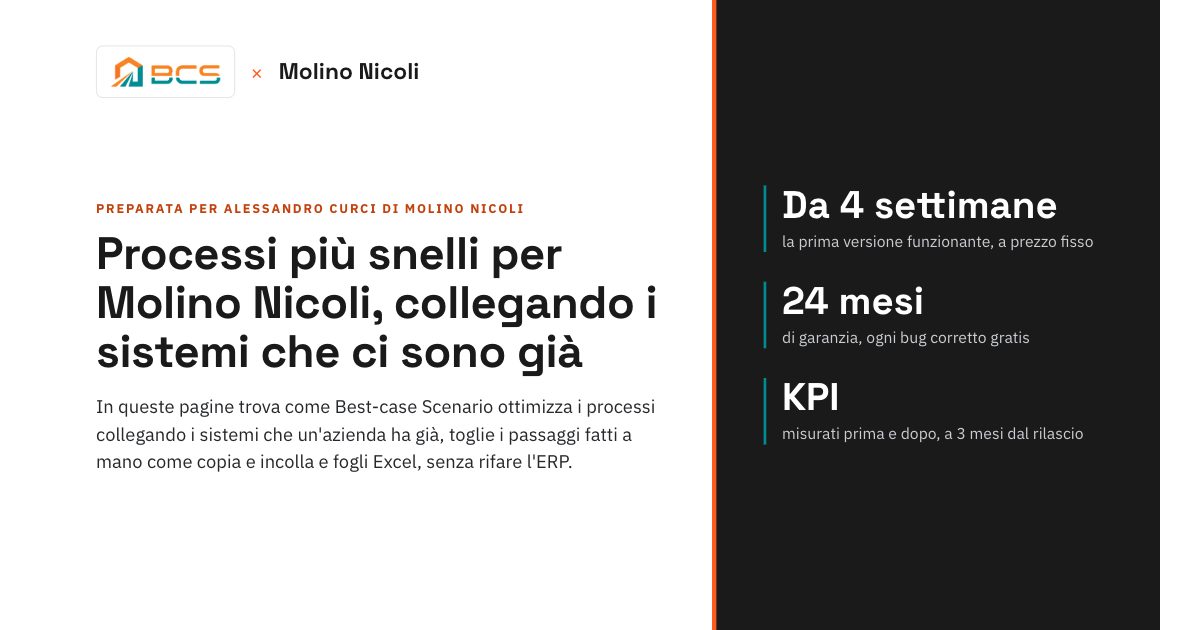 BCS × Molino Nicoli
PREPARATA PER ALESSANDRO CURCI DI MOLINO NICOLI
Processi più snelli per
Molino Nicoli, collegando i
sistemi che ci sono già
In queste pagine trova come Best-case Scenario ottimizza i processi
collegando i sistemi che un'azienda ha già, toglie i passaggi fatti a
mano come copia e incolla e fogli Excel, senza rifare l'ERP.
Da 4 settimane
la prima versione funzionante, a prezzo fisso
24 mesi
di garanzia, ogni bug corretto gratis
KPI
misurati prima e dopo, a 3 mesi dal rilascio